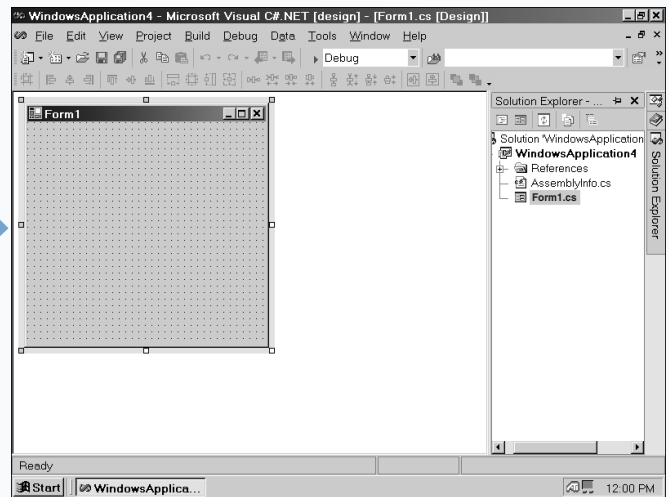 WindowsApplication4 - Microsoft Visual C#.NET [design] - [Form1.cs [Design]]
File Edit View Project Build Debug Data Tools Window Help
Debug
Form1
Solution Explorer - ...
Solution 'WindowsApplication
WindowsApplication4
References
AssemblyInfo.cs
Form1.cs
Solution Explorer
Ready
Start WindowsApplica... 12:00 PM